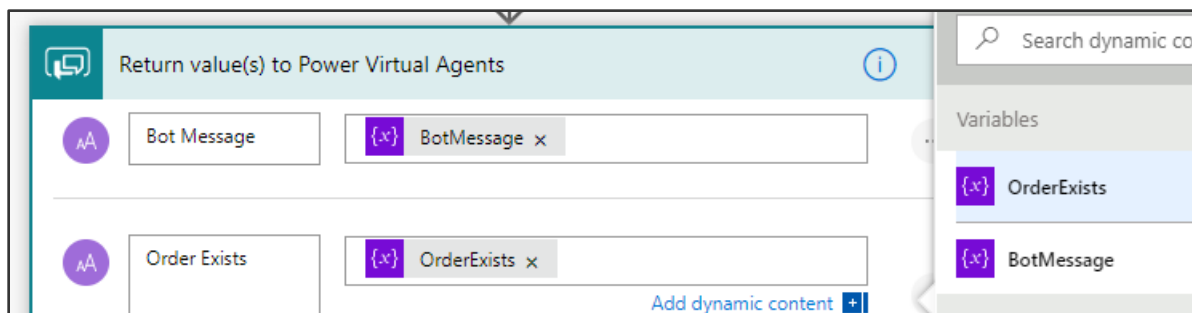 Return value(s) to Power Virtual Agents
Bot Message
{x} BotMessage ×
Order Exists
{x} OrderExists ×
Add dynamic content
Search dynamic co
Variables
{x} OrderExists
{x} BotMessage